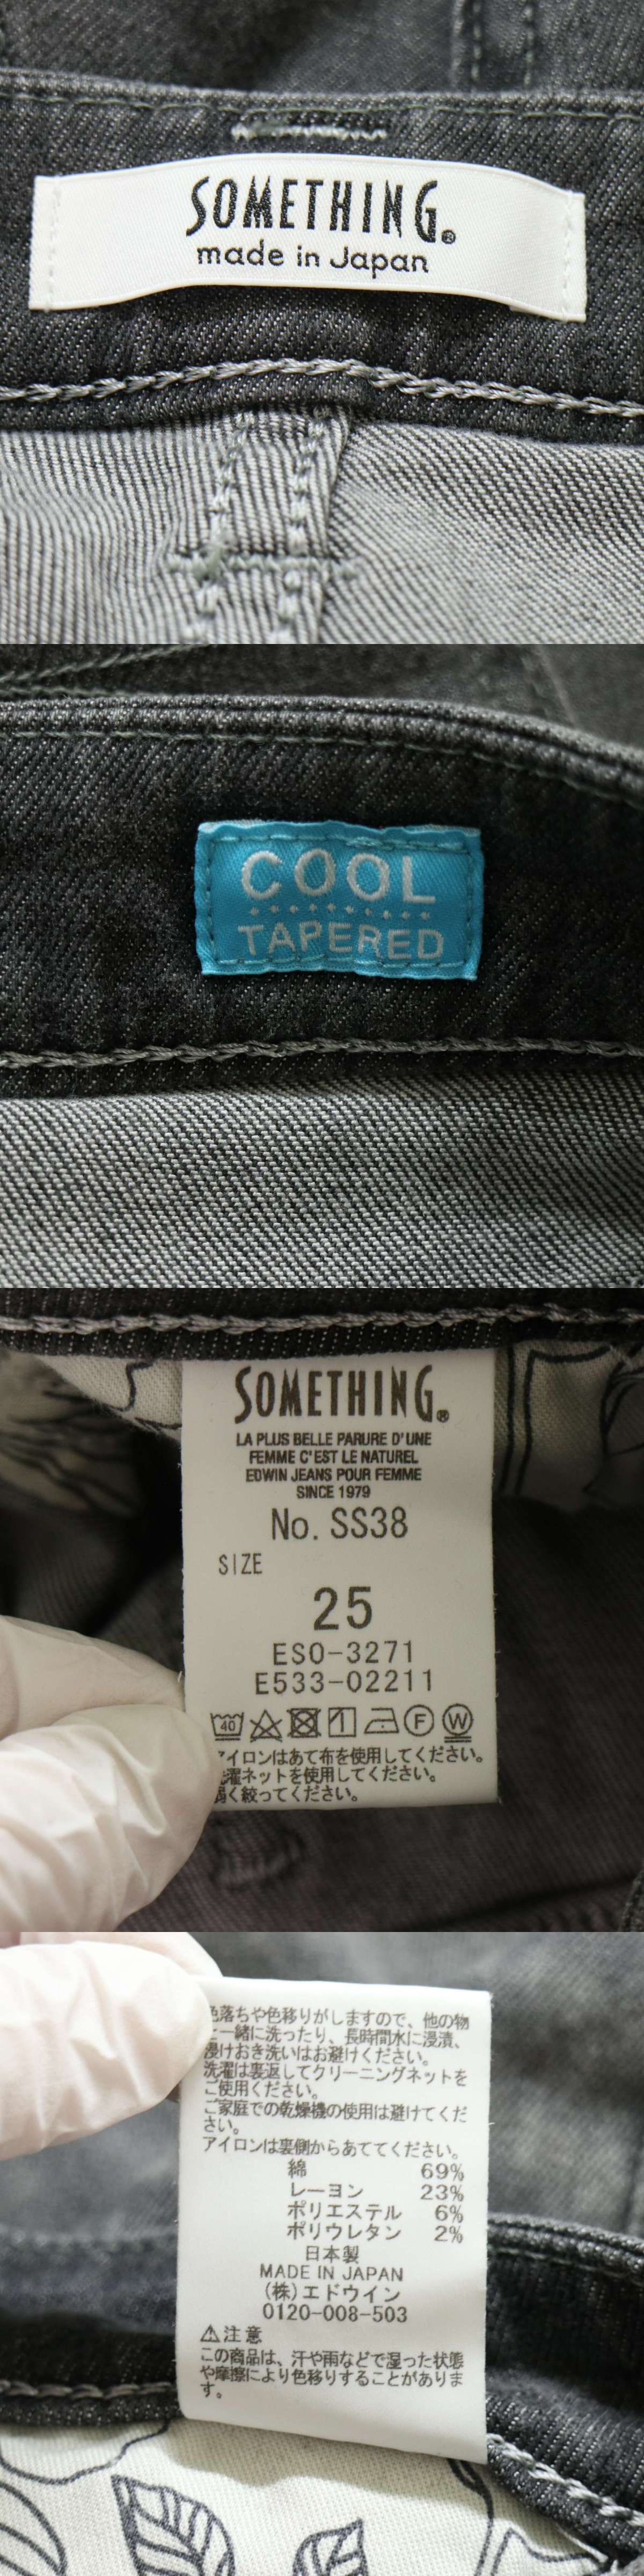 SOMETHING®
made in Japan
COOL
TAPERED
SOMETHING®
LA PLUS BELLE PARURE D'UNE
FEMME C'EST LE NATUREL
EDWIN JEANS POUR FEMME
SINCE 1979
No. SS38
SIZE
25
ESO-3271
E533-02211
40 F W
アイロンはあて布を使用してください。
洗濯ネットを使用してください。
弱く絞ってください。
色落ちや色移りがしますので、他の物
と一緒に洗ったり、長時間水に浸漬、
浸けおき洗いはお避けください。
洗濯は裏返してクリーニングネットを
ご使用ください。
ご家庭での乾燥機の使用は避けてくだ
さい。
アイロンは裏側からあててください。
綿 69%
レーヨン 23%
ポリエステル 6%
ポリウレタン 2%
日本製
MADE IN JAPAN
(株)エドウイン
0120-008-503
⚠注意
この商品は、汗や雨などで湿った状態
や摩擦により色移りすることがありま
す。